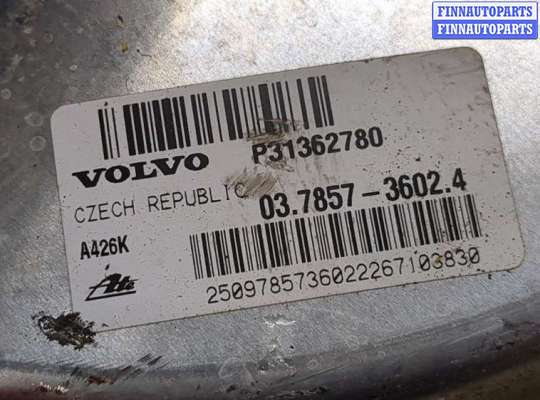 FINNAUTOPARTS
FINNAUTOPARTS
P31362780
VOLVO
CZECH REPUBLIC
03.7857-3602.4
A426K
Ate
2509785736022267103830